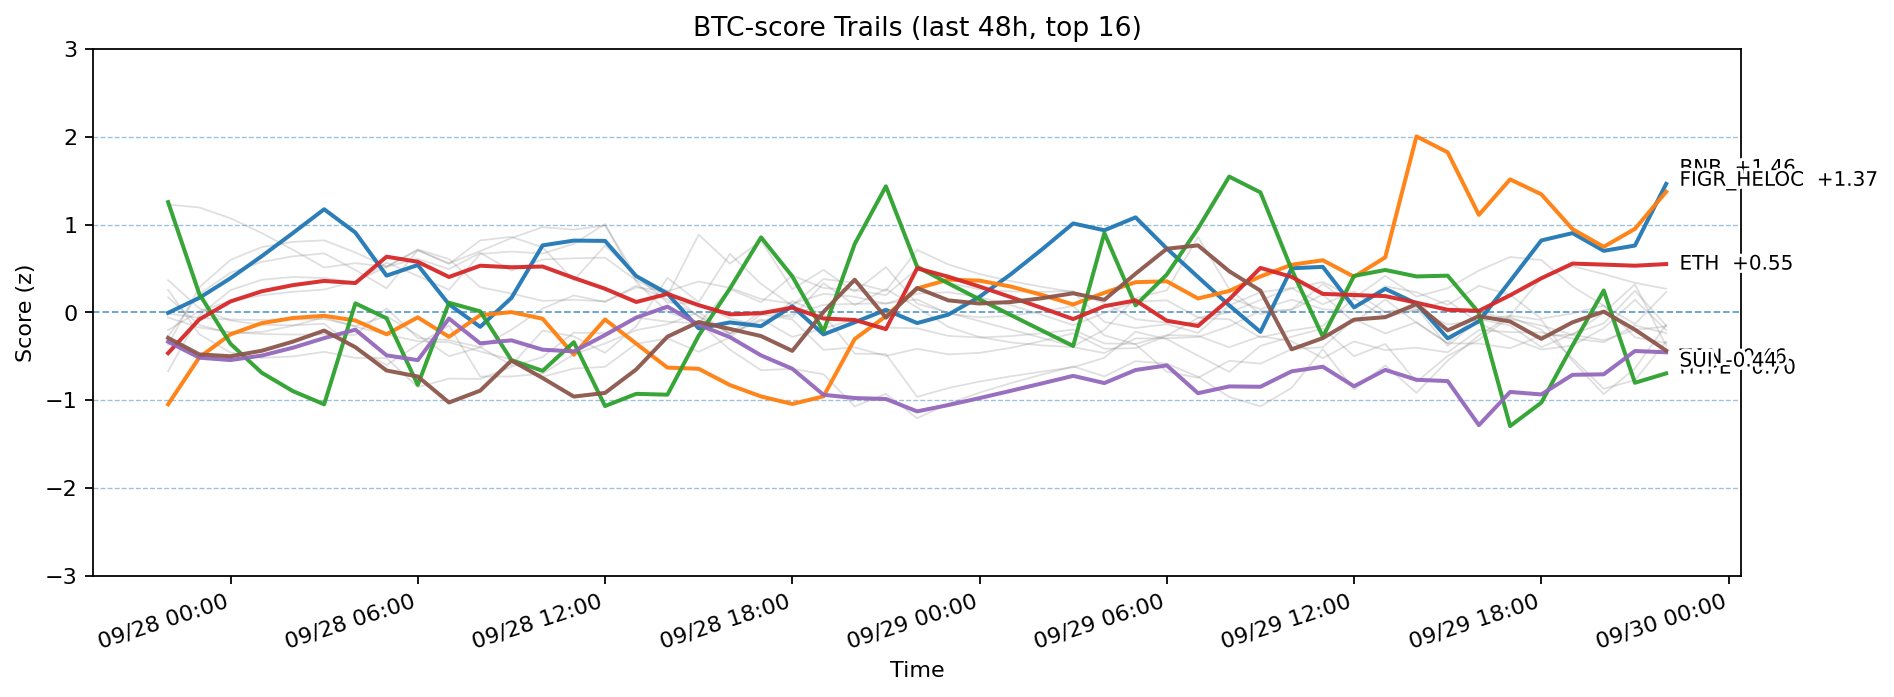 BTC-score Trails (last 48h, top 16)
3
2
1
0
−1
−2
−3
Score (z)
BNB +1.46
FIGR_HELOC +1.37
ETH +0.55
SUN -0.44
09/28 00:00
09/28 06:00
09/28 12:00
09/28 18:00
09/29 00:00
09/29 06:00
09/29 12:00
09/29 18:00
09/30 00:00
Time